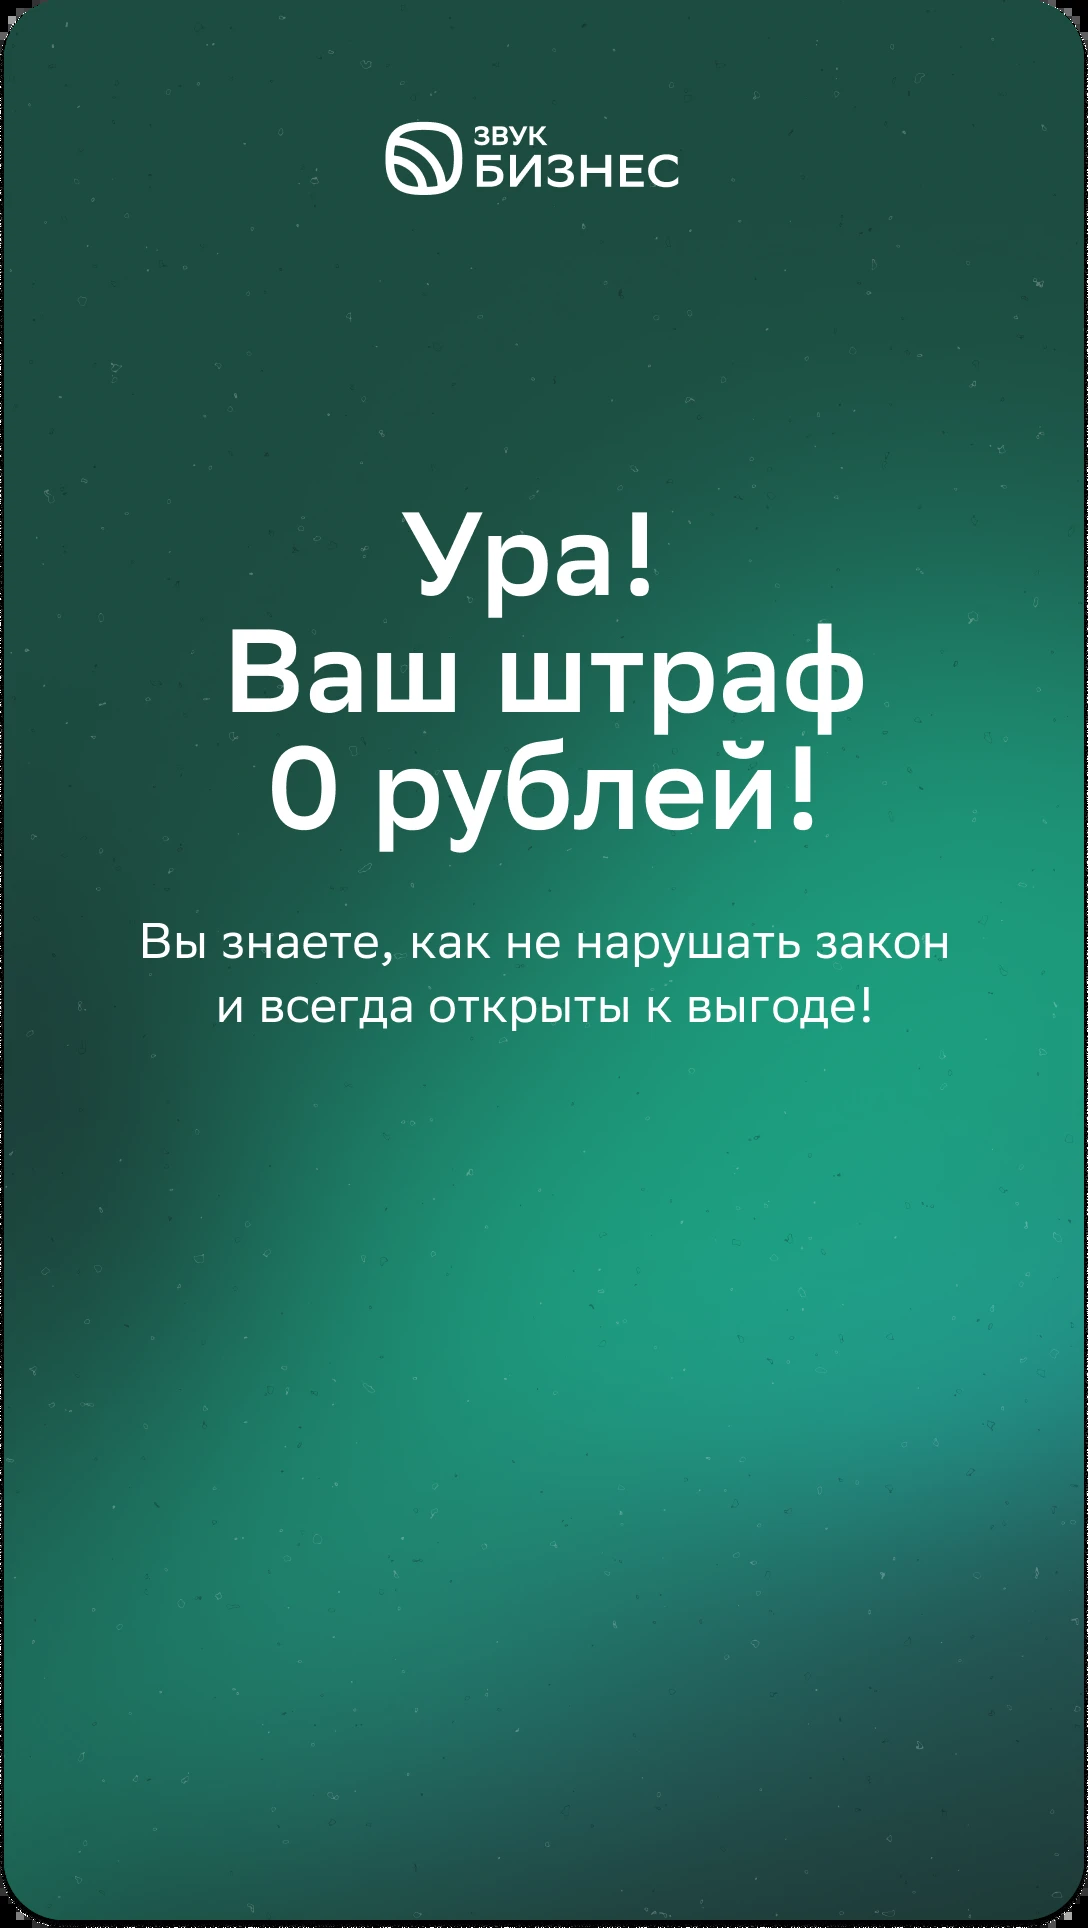 ЗВУК
БИЗНЕС
Ура!
Ваш штраф
0 рублей!
Вы знаете, как не нарушать закон
и всегда открыты к выгоде!